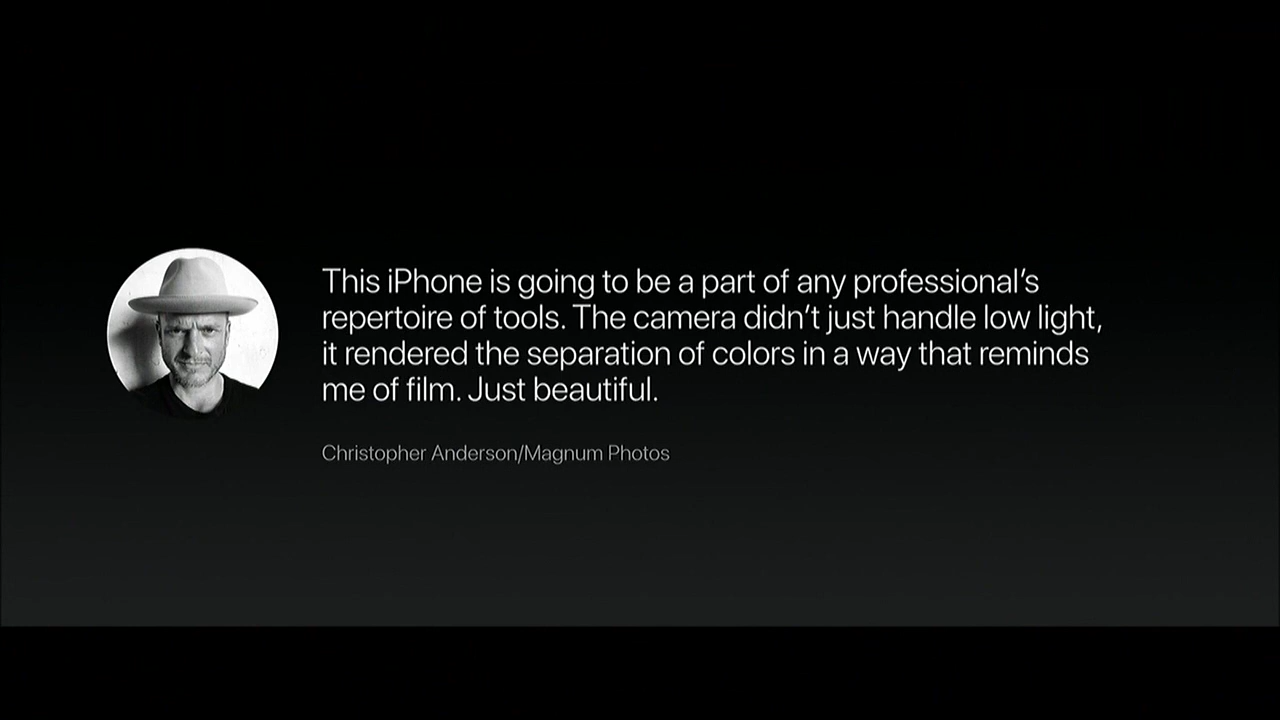 This iPhone is going to be a part of any professional’s
repertoire of tools. The camera didn’t just handle low light,
it rendered the separation of colors in a way that reminds
me of film. Just beautiful.
Christopher Anderson/Magnum Photos